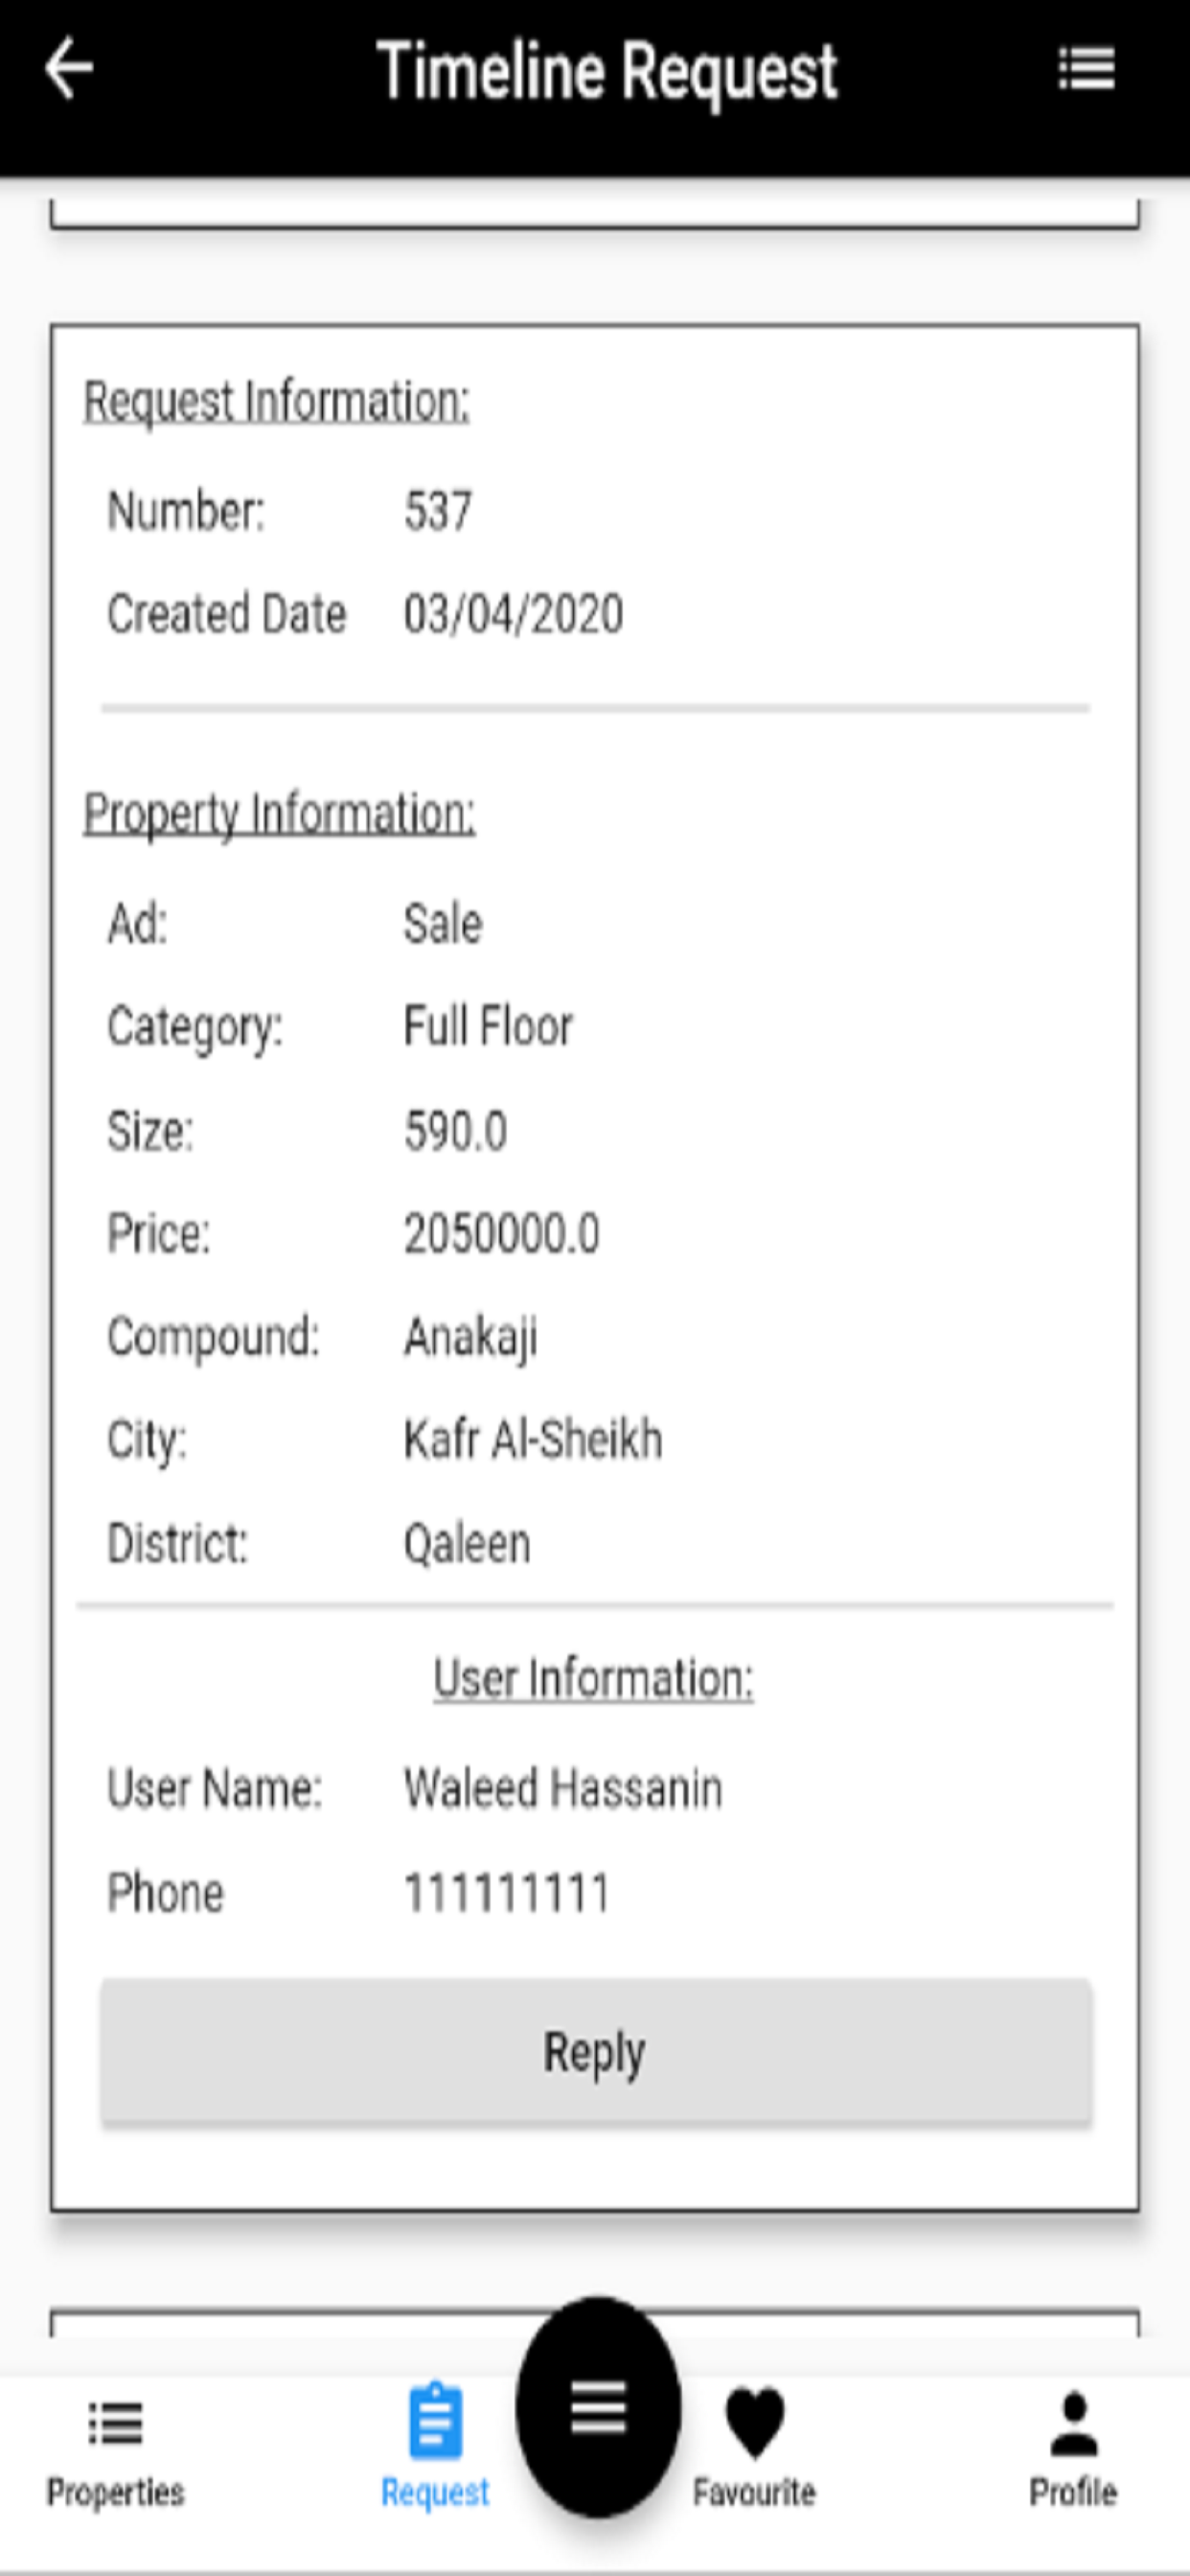 Timeline Request
Request Information:
Number: 537
Created Date 03/04/2020
Property Information:
Ad: Sale
Category: Full Floor
Size: 590.0
Price: 2050000.0
Compound: Anakaji
City: Kafr Al-Sheikh
District: Qaleen
User Information:
User Name: Waleed Hassanin
Phone 111111111
Reply
Properties Request Favourite Profile